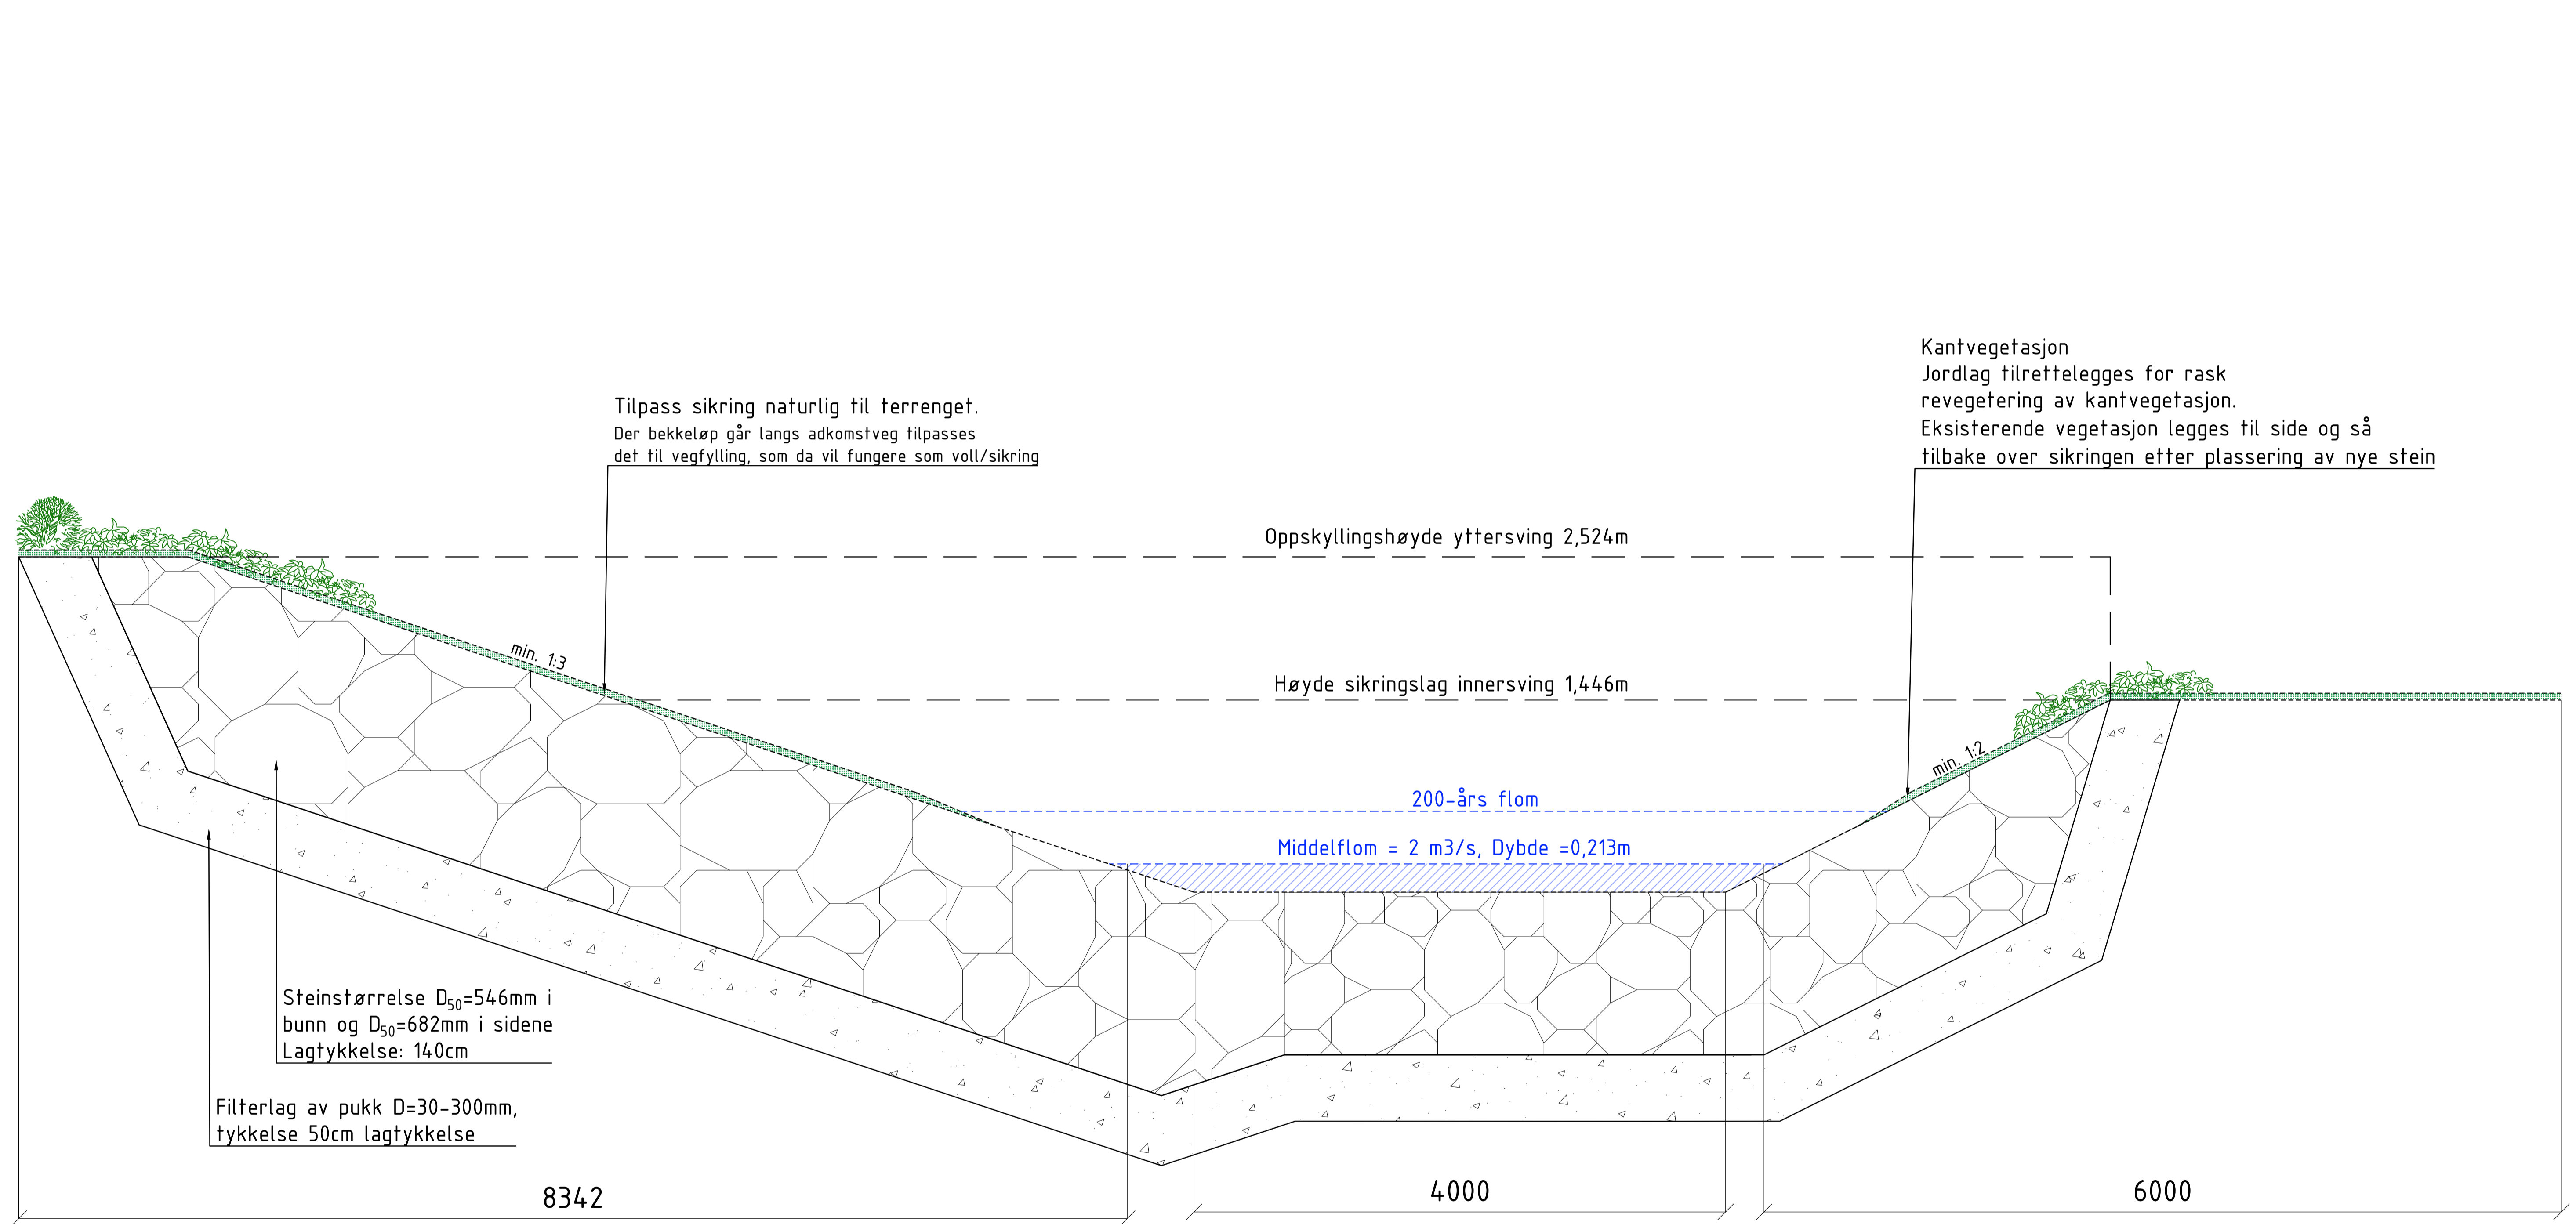 Kantvegetasjon
Jordlag tilrettelegges for rask
revegetering av kantvegetasjon.
Eksisterende vegetasjon legges til side og så
tilbake over sikringen etter plassering av nye stein
Tilpass sikring naturlig til terrenget.
Der bekkeløp går langs adkomstveg tilpasses
det til vegfylling, som da vil fungere som voll/sikring
Oppskyllingshøyde yttersving 2,524m
min. 1:3
Høyde sikringslag innersving 1,446m
min. 1:2
200-års flom
Middelflom = 2 m3/s, Dybde =0,213m
Steinstørrelse D50=546mm i
bunn og D50=682mm i sidene
Lagtykkelse: 140cm
Filterlag av pukk D=30-300mm,
tykkelse 50cm lagtykkelse
8342
4000
6000